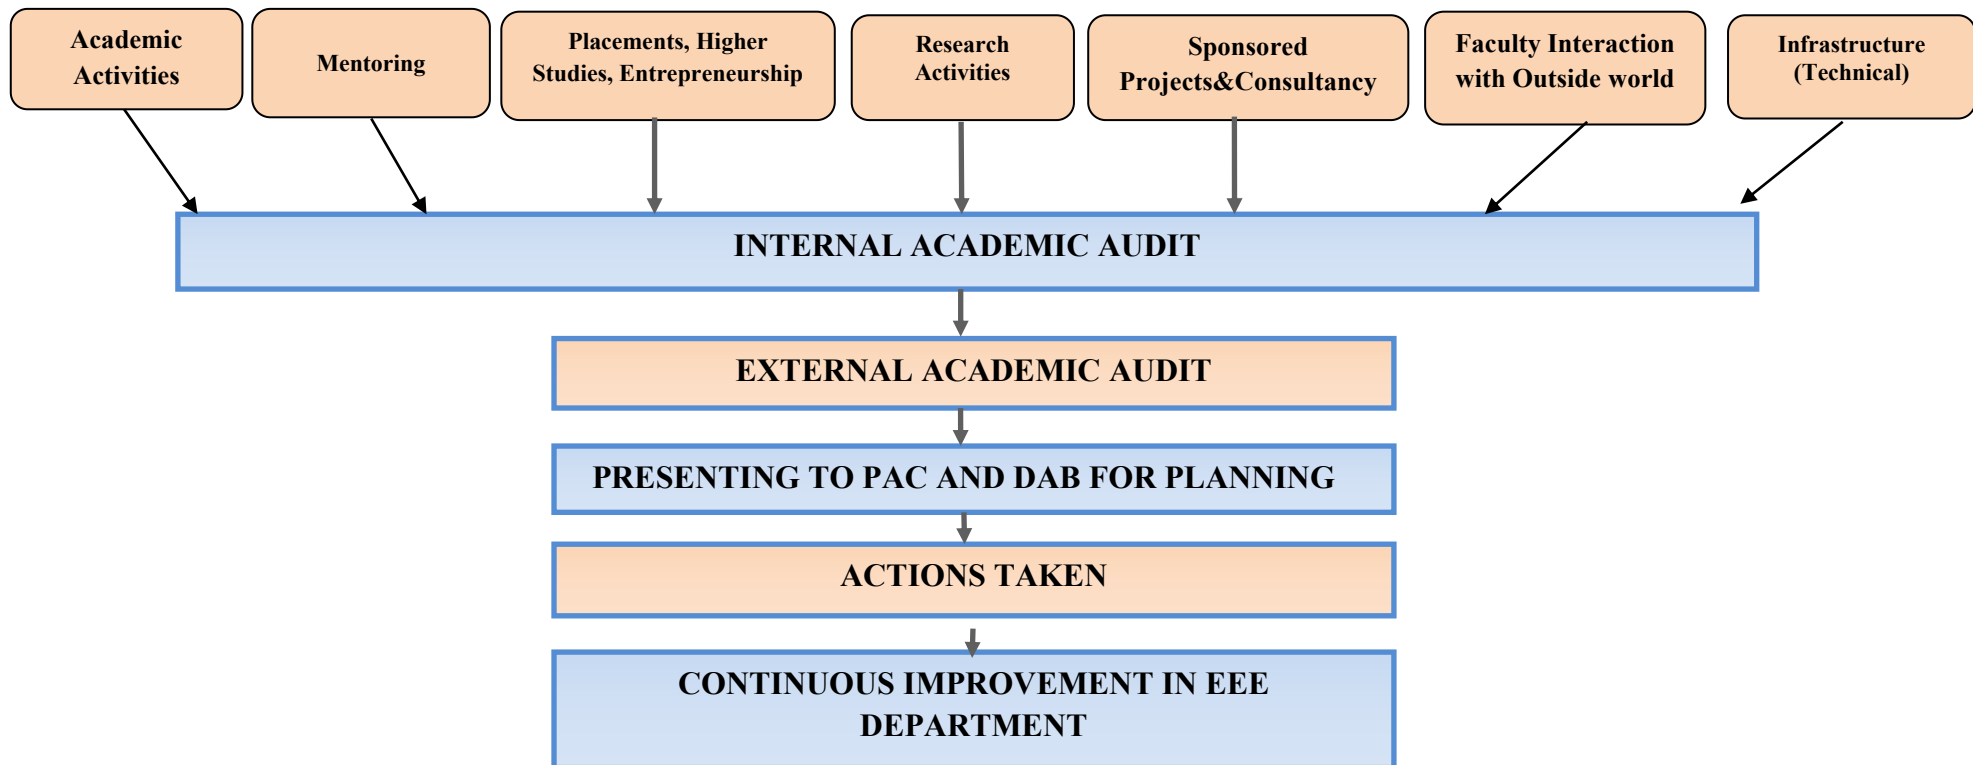 Academic
Activities
Mentoring
Placements, Higher
Studies, Entrepreneurship
Research
Activities
Sponsored
Projects&Consultancy
Faculty Interaction
with Outside world
Infrastructure
(Technical)
INTERNAL ACADEMIC AUDIT
EXTERNAL ACADEMIC AUDIT
PRESENTING TO PAC AND DAB FOR PLANNING
ACTIONS TAKEN
CONTINUOUS IMPROVEMENT IN EEE
DEPARTMENT